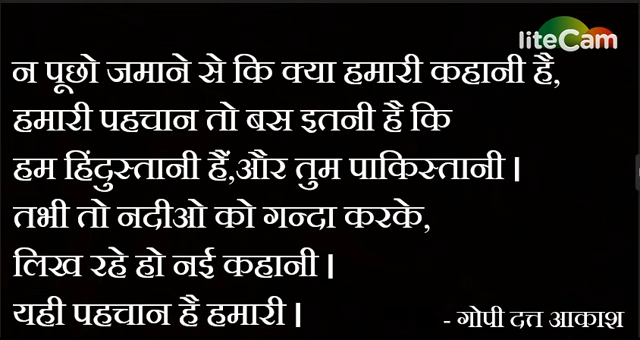 liteCam
न पूछो जमाने से कि क्या हमारी कहानी है,
हमारी पहचान तो बस इतनी है कि
हम हिंदुस्तानी हैं,और तुम पाकिस्तानी |
तभी तो नदीओ को गन्दा करके,
लिख रहे हो नई कहानी |
यही पहचान है हमारी |
- गोपी दत्त आकाश